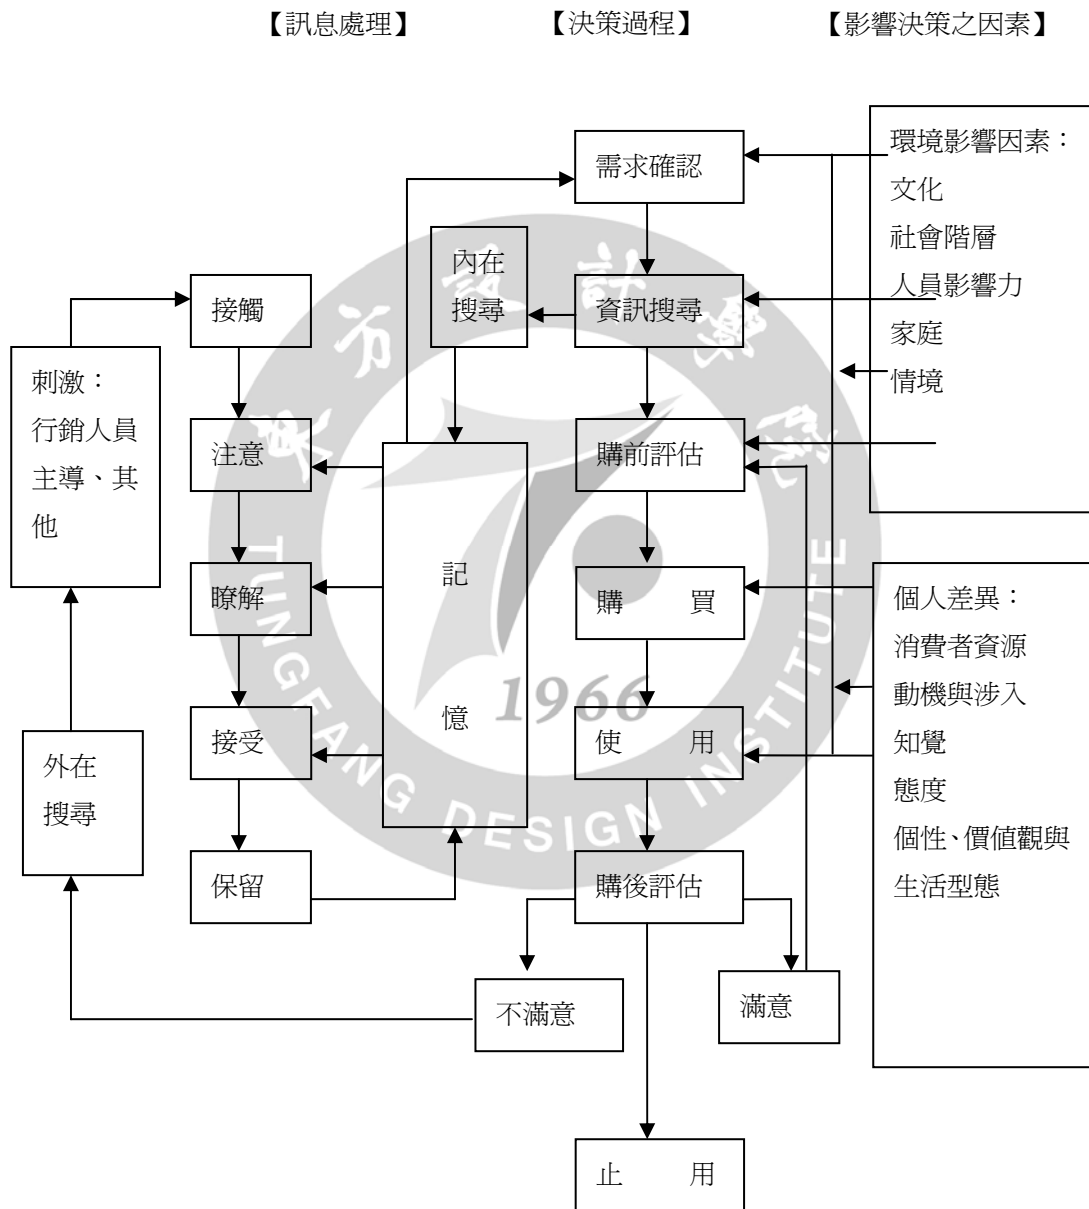 【訊息處理】
【決策過程】
【影響決策之因素】
需求確認
環境影響因素：
文化
社會階層
人員影響力
家庭
情境
內在
搜尋
資訊搜尋
接觸
刺激：
行銷人員
主導、其
他
注意
購前評估
瞭解
記
憶
購 買
個人差異：
消費者資源
動機與涉入
知覺
態度
個性、價值觀與
生活型態
接受
使 用
外在
搜尋
保留
購後評估
不滿意
滿意
止 用
東方設計學院
TUNGFANG DESIGN INSTITUTE
1966